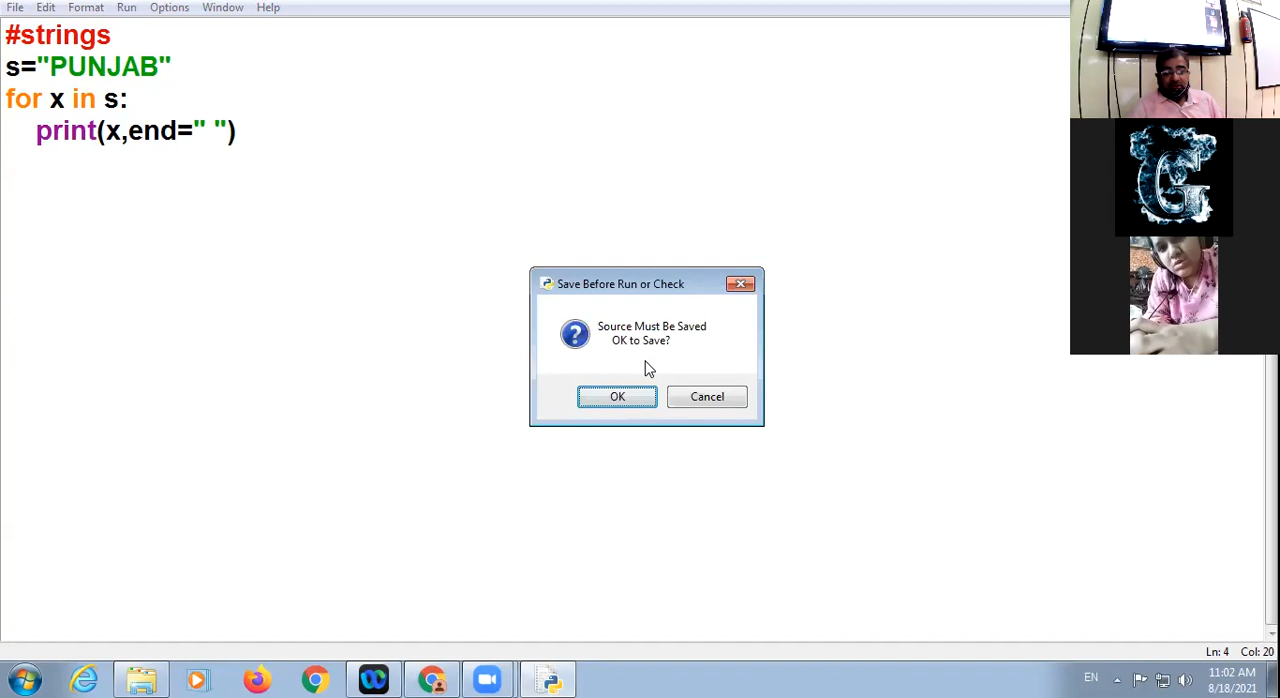 File Edit Format Run Options Window Help
#strings
s="PUNJAB"
for x in s:
    print(x,end=" ")
Save Before Run or Check
Source Must Be Saved
OK to Save?
OK Cancel
G
Ln: 4 Col: 20
EN
11:02 AM
8/18/2021